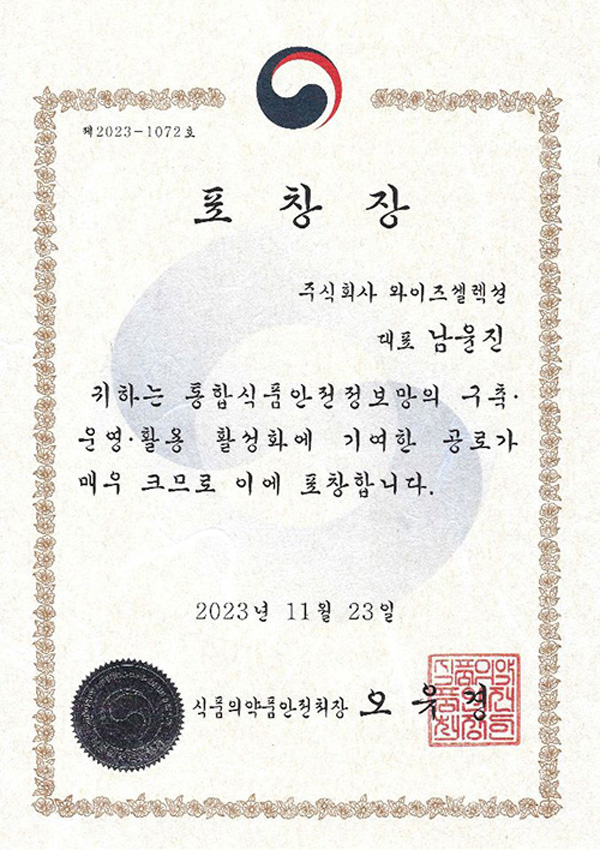 제2023-1072호
표 창 장
주식회사 와이즈셀렉션
대표 남윤진
귀하는 통합식품안전정보망의 구축·
운영·활용 활성화에 기여한 공로가
매우 크므로 이에 표창합니다.
2023년 11월 23일
식품의약품안전처장 오 유 경